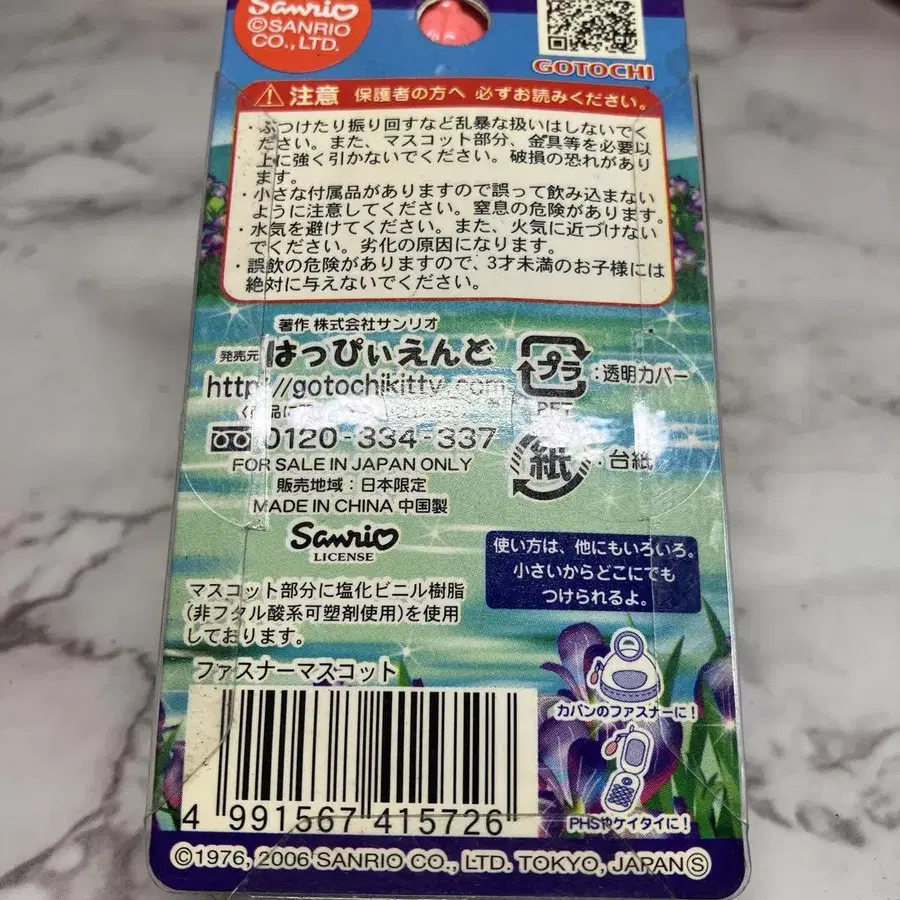 Sanrio
©SANRIO
CO., LTD.
GOTOCHI
注意 保護者の方へ 必ずお読みください。
・ぶつけたり振り回すなど乱暴な扱いはしないでく
ださい。また、マスコット部分、金具等を必要以
上に強く引かないでください。破損の恐れがあり
ます。
・小さな付属品がありますので誤って飲み込まない
ように注意してください。窒息の危険があります。
・水気を避けてください。また、火気に近づけない
でください。劣化の原因になります。
・誤飲の危険がありますので、3才未満のお子様には
絶対に与えないでください。
著作 株式会社サンリオ
発売元 はっぴぃえんど
http://gotochikitty.com
0120-334-337
FOR SALE IN JAPAN ONLY
販売地域：日本限定
MADE IN CHINA 中国製
Sanrio
LICENSE
プラ :透明カバー
PET
紙 :台紙
使い方は、他にもいろいろ。
小さいからどこにでも
つけられるよ。
マスコット部分に塩化ビニル樹脂
(非フタル酸系可塑剤使用)を使用
しております。
ファスナーマスコット
カバンのファスナーに!
PHSやケイタイに!
4 991567 415726
©1976, 2006 SANRIO CO., LTD. TOKYO, JAPAN Ⓢ